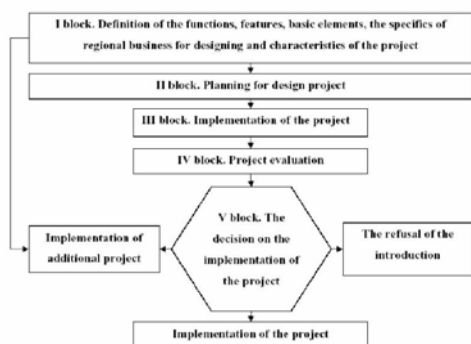 I block. Definition of the functions, features, basic elements, the specifics of
regional business for designing and characteristics of the project
II block. Planning for design project
III block. Implementation of the project
IV block. Project evaluation
V block. The
decision on the
implementation of
the project
Implementation of
additional project
The refusal of the
introduction
Implementation of the project